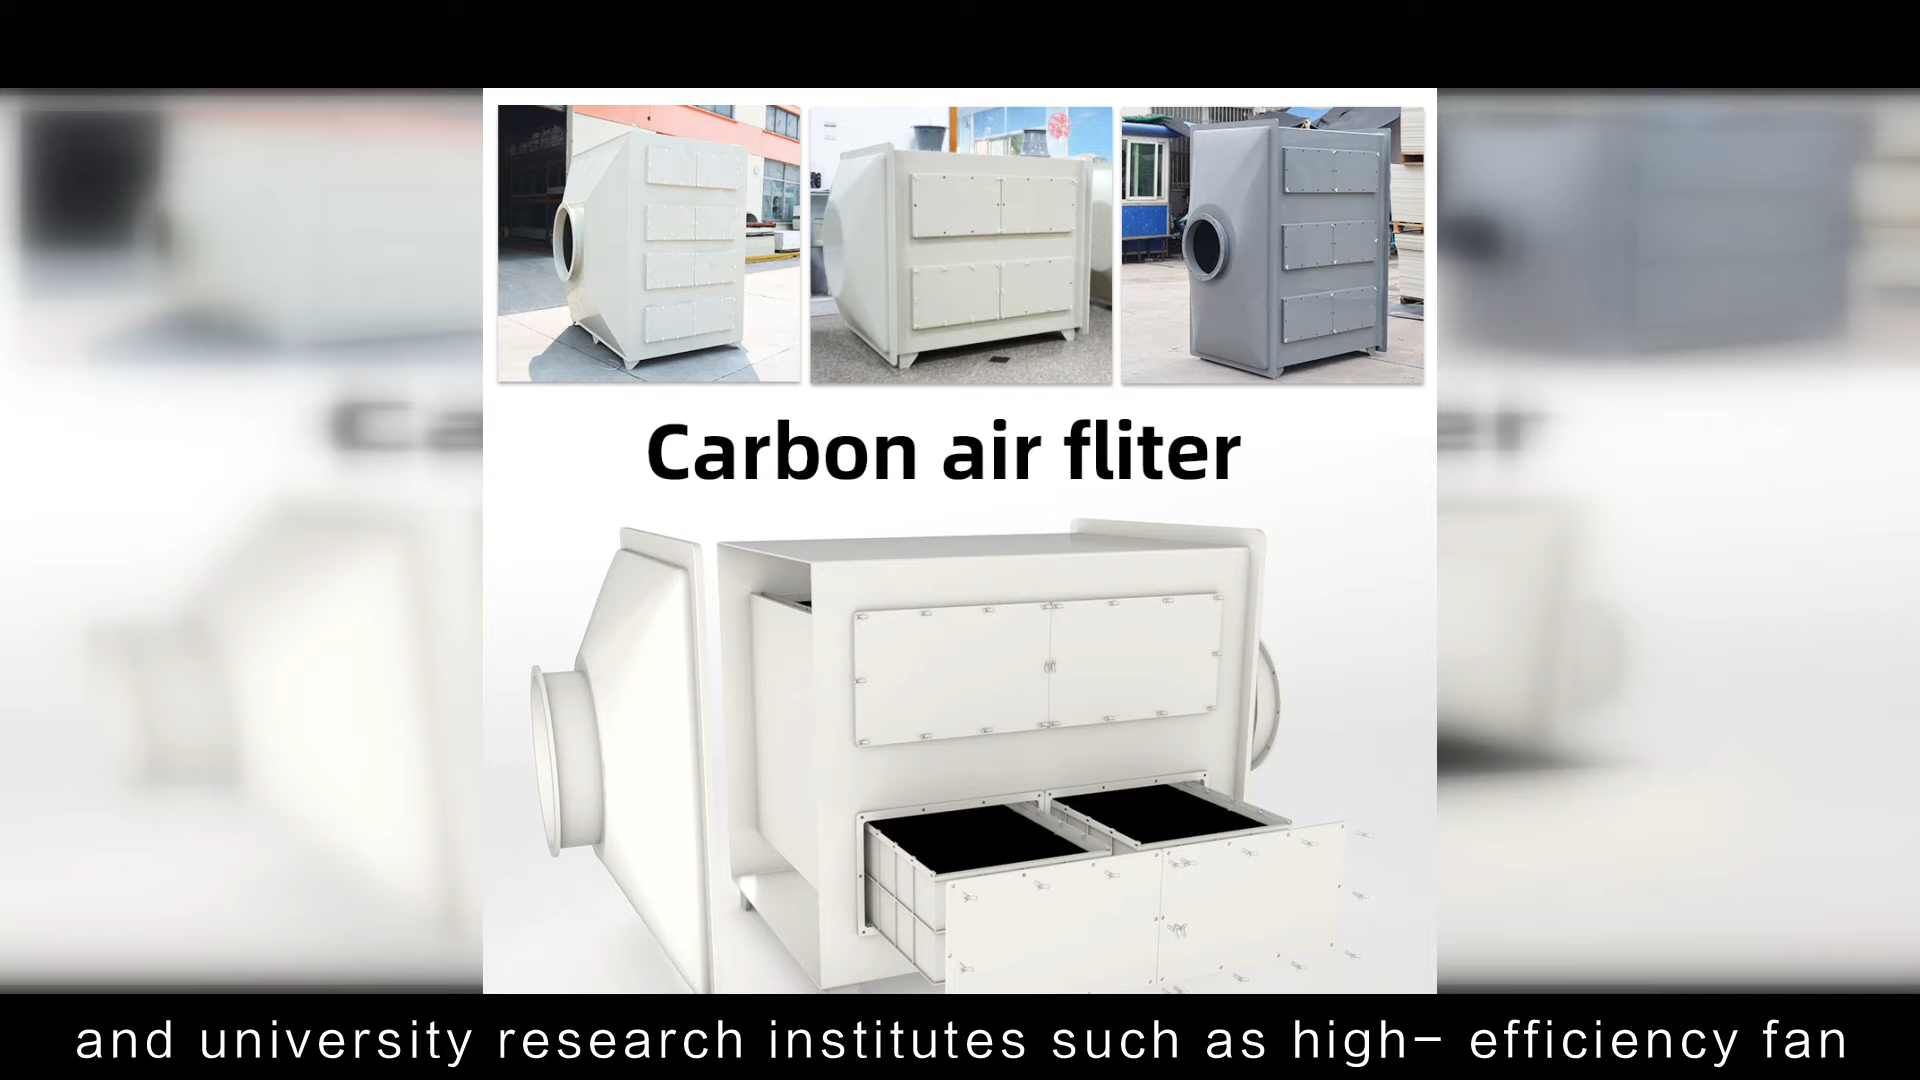 Carbon air fliter
and university research institutes such as high- efficiency fan